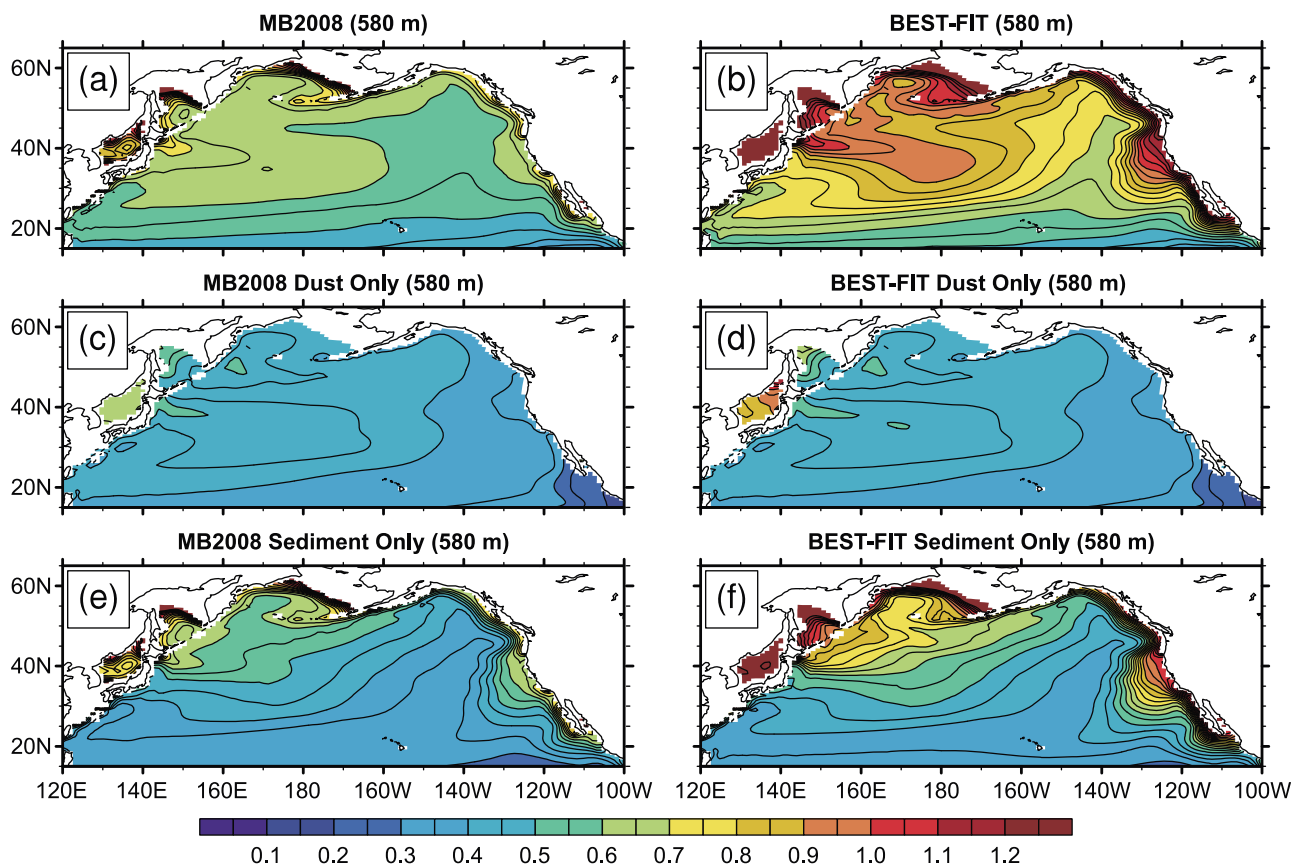 MB2008 (580 m) BEST-FIT (580 m)
60N (a) (b)
40N
20N
MB2008 Dust Only (580 m) BEST-FIT Dust Only (580 m)
60N (c) (d)
40N
20N
MB2008 Sediment Only (580 m) BEST-FIT Sediment Only (580 m)
60N (e) (f)
40N
20N
120E 140E 160E 180 160W 140W 120W 100W 120E 140E 160E 180 160W 140W 120W 100W
0.1 0.2 0.3 0.4 0.5 0.6 0.7 0.8 0.9 1.0 1.1 1.2